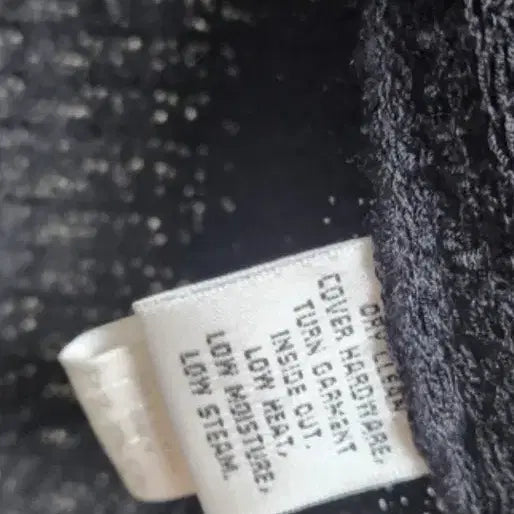 DRY CLEAN
COVER HARDWARE,
TURN GARMENT
INSIDE OUT
LOW HEAT,
LOW MOISTURE,
LOW STEAM.